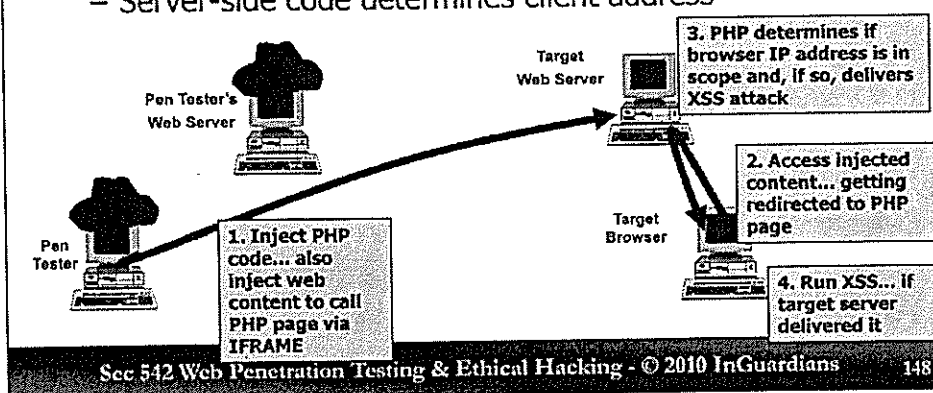 – Server-side code determines client address
Target
Web Server
3. PHP determines if
browser IP address is in
scope and, if so, delivers
XSS attack
Pen Tester's
Web Server
2. Access injected
content... getting
redirected to PHP
page
Target
Browser
Pen
Tester
1. Inject PHP
code... also
inject web
content to call
PHP page via
IFRAME
4. Run XSS... if
target server
delivered it
Sec 542 Web Penetration Testing & Ethical Hacking - © 2010 InGuardians 148